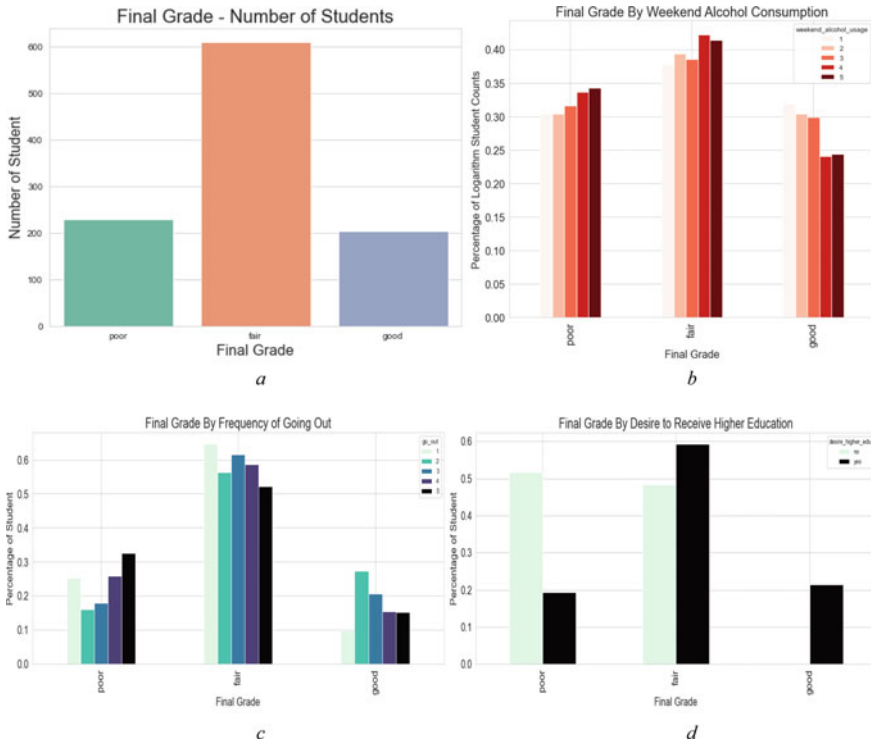 Final Grade - Number of Students
600
500
400
300
200
100
0
Number of Student
poor
fair
good
Final Grade
a
Final Grade By Weekend Alcohol Consumption
weekend_alcohol_usage
1
2
3
4
5
0.40
0.35
0.30
0.25
0.20
0.15
0.10
0.05
0.00
Percentage of Logarithm Student Counts
poor
fair
good
Final Grade
b
Final Grade By Frequency of Going Out
go_out
1
2
3
4
5
0.6
0.5
0.4
0.3
0.2
0.1
0.0
Percentage of Student
poor
fair
good
Final Grade
c
Final Grade By Desire to Receive Higher Education
desire_higher_edu
no
yes
0.6
0.5
0.4
0.3
0.2
0.1
0.0
Percentage of Student
poor
fair
good
Final Grade
d